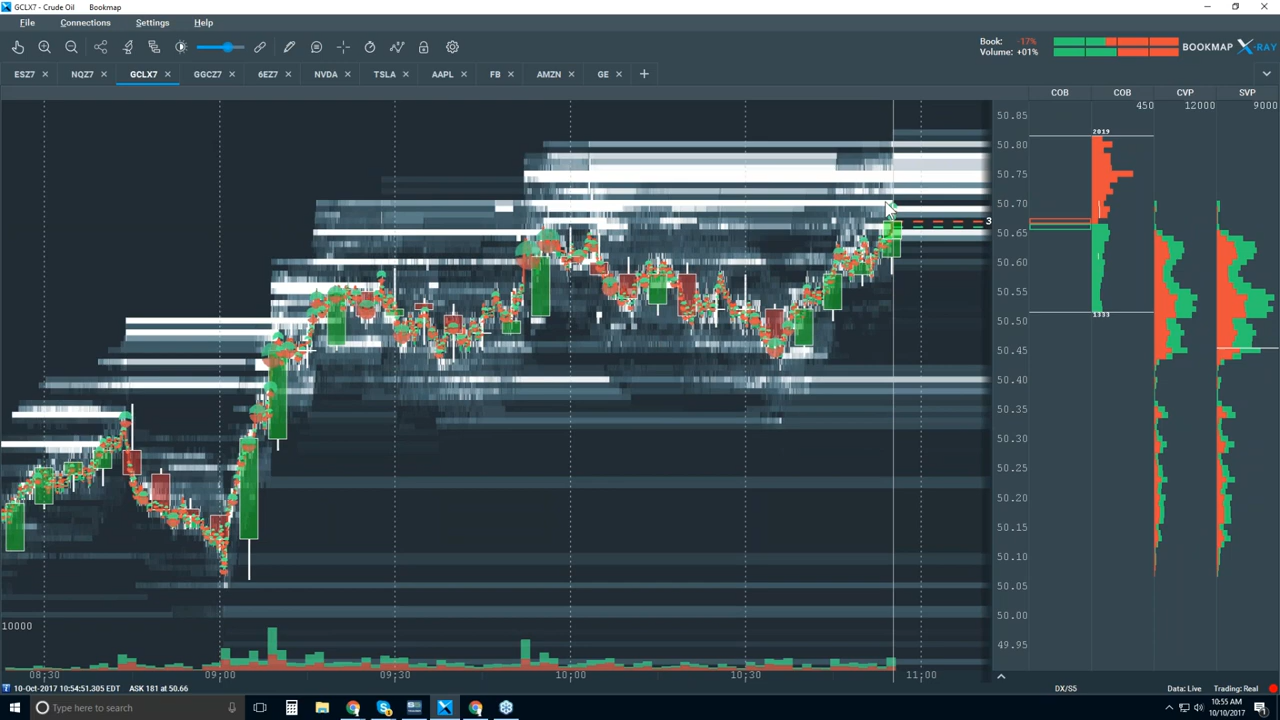 GCLX7 - Crude Oil Bookmap
File Connections Settings Help
Book: -17%
Volume: +01%
BOOKMAP X-RAY
ESZ7 NQZ7 GCLX7 GGCZ7 6EZ7 NVDA TSLA AAPL FB AMZN GE
COB COB CVP SVP
450 12000 9000
50.85
2019
50.80
50.75
50.70
3
50.65
50.60
50.55
50.50
1333
50.45
50.40
50.35
50.30
50.25
50.20
50.15
50.10
50.05
50.00
10000
49.95
08:30 09:00 09:30 10:00 10:30 11:00
10-Oct-2017 10:54:51.305 EDT ASK 181 at 50.66
DX/S5 Data: Live Trading: Real
Type here to search
10:55 AM
10/10/2017
1